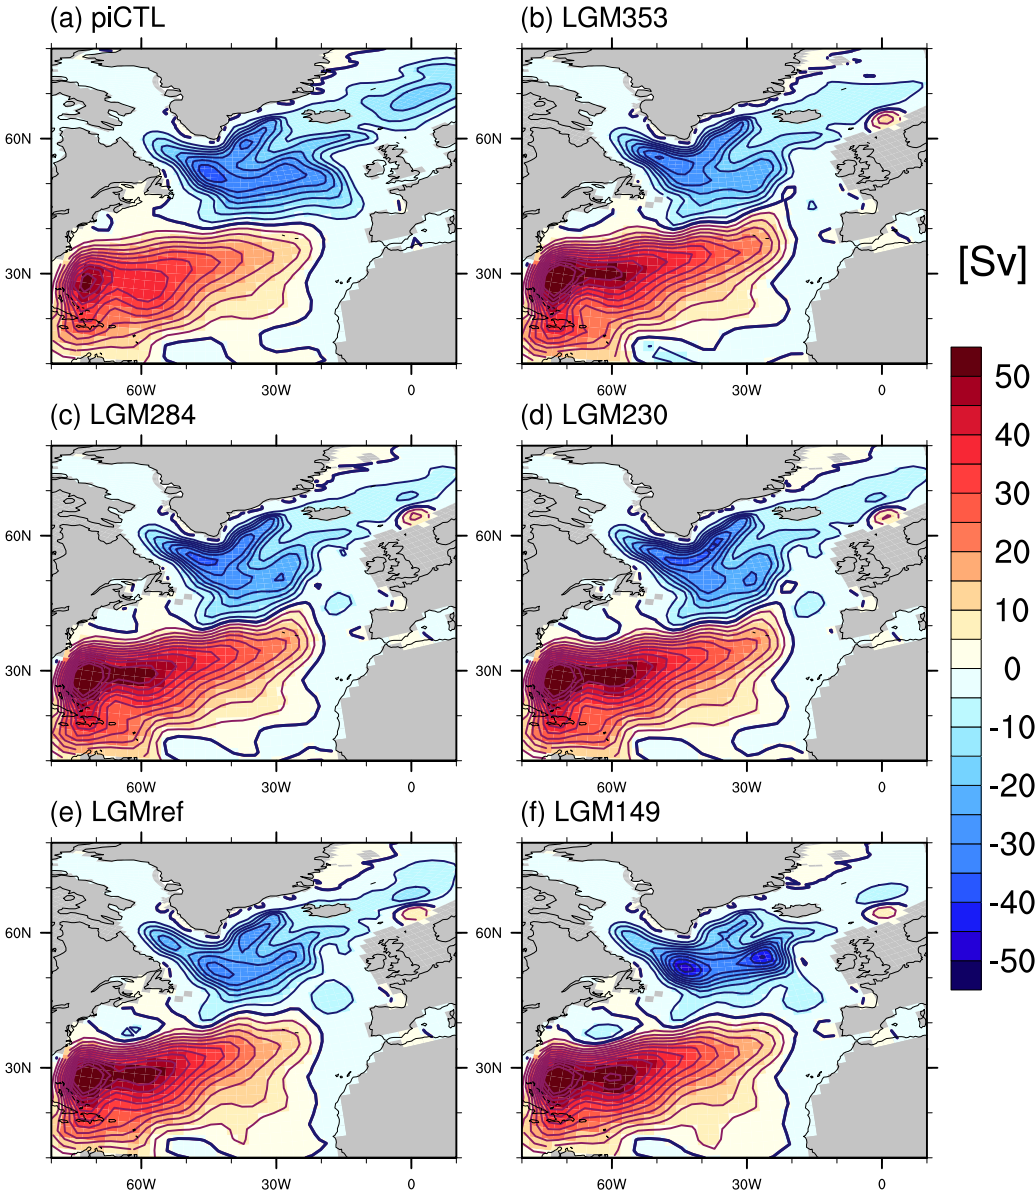 (a) piCTL
(b) LGM353
60N
30N
60W
30W
0
60N
30N
60W
30W
0
[Sv]
50
40
30
20
10
0
-10
-20
-30
-40
-50
(c) LGM284
(d) LGM230
60N
30N
60W
30W
0
60N
30N
60W
30W
0
(e) LGMref
(f) LGM149
60N
30N
60W
30W
0
60N
30N
60W
30W
0